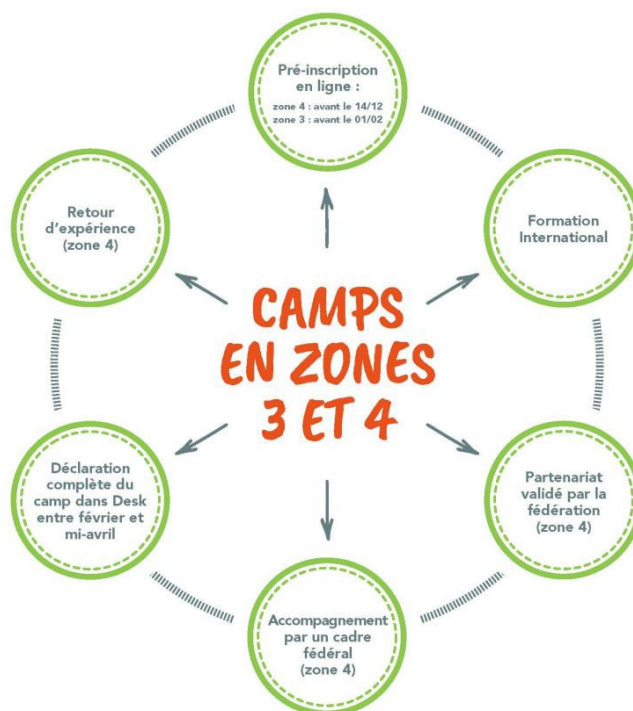 Pré-inscription
en ligne :
zone 4 : avant le 14/12
zone 3 : avant le 01/02
Formation
International
Partenariat
validé par la
fédération
(zone 4)
Accompagnement
par un cadre
fédéral
(zone 4)
Déclaration
complète du
camp dans Desk
entre février et
mi-avril
Retour
d'expérience
(zone 4)
CAMPS
EN ZONES
3 ET 4